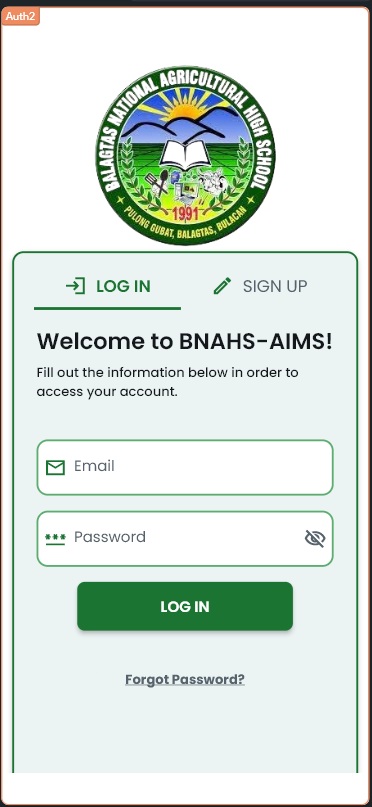 Auth2
BALAGTAS NATIONAL AGRICULTURAL HIGH SCHOOL
1991
PULONG GUBAT, BALAGTAS, BULACAN
LOG IN
SIGN UP
Welcome to BNAHS-AIMS!
Fill out the information below in order to
access your account.
Email
***
Password
LOG IN
Forgot Password?